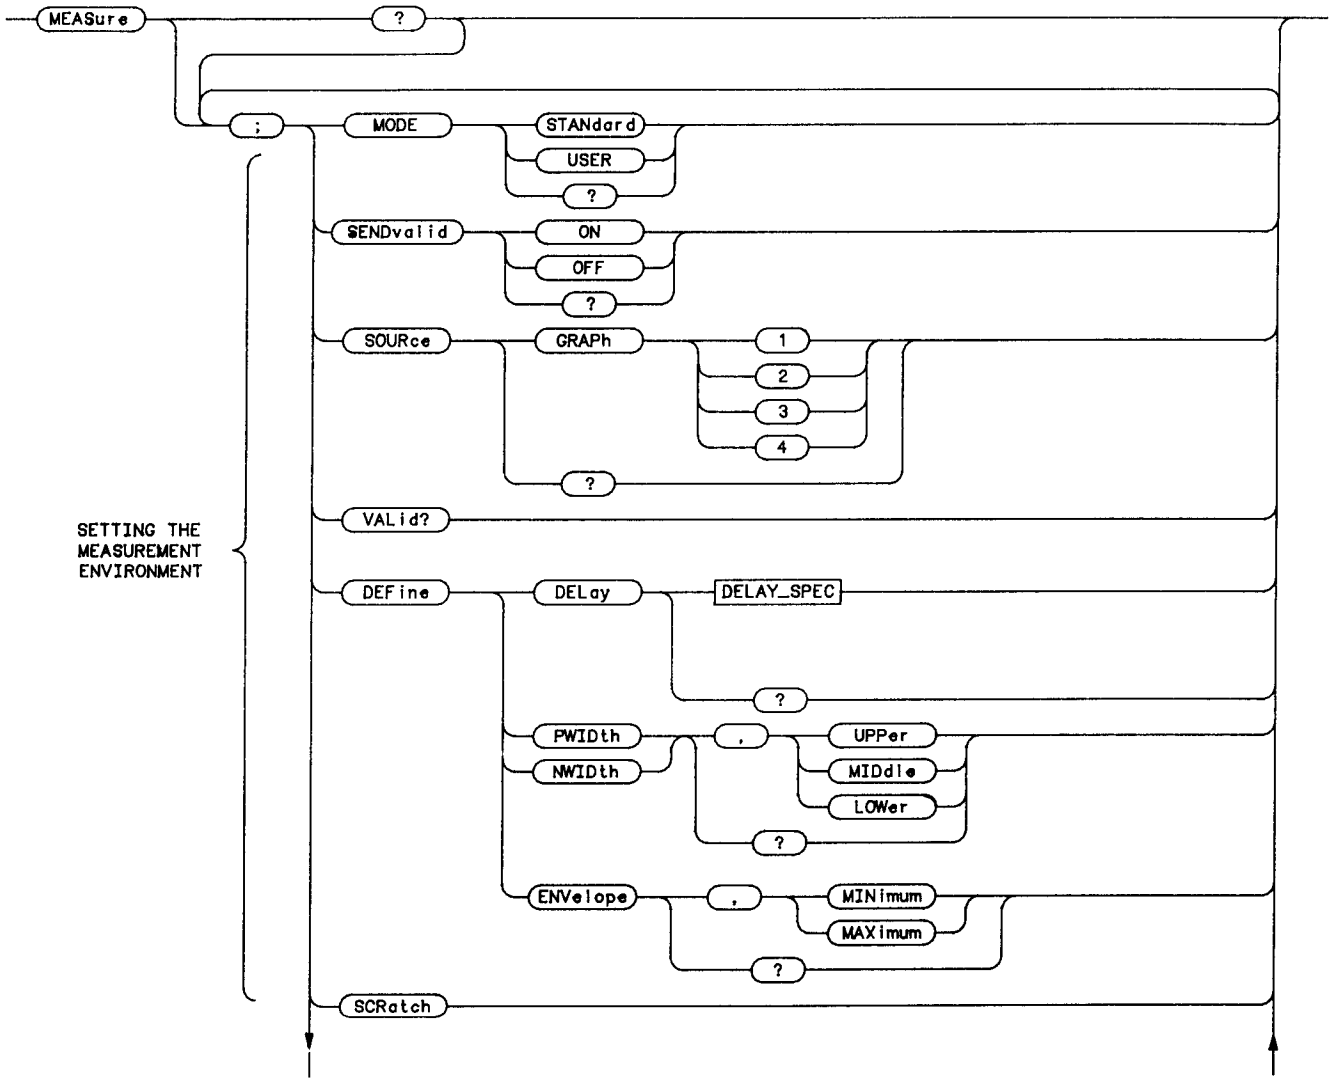 MEASure ?
; MODE STANdard
USER
?
SENDvalid ON
OFF
?
SOURce GRAPh 1
2
3
4
?
VALid?
SETTING THE
MEASUREMENT
ENVIRONMENT
DEFine DELay DELAY_SPEC
?
PWIDth , UPPer
NWIDth MIDdle
LOWer
?
ENVelope , MINimum
MAXimum
?
SCRatch